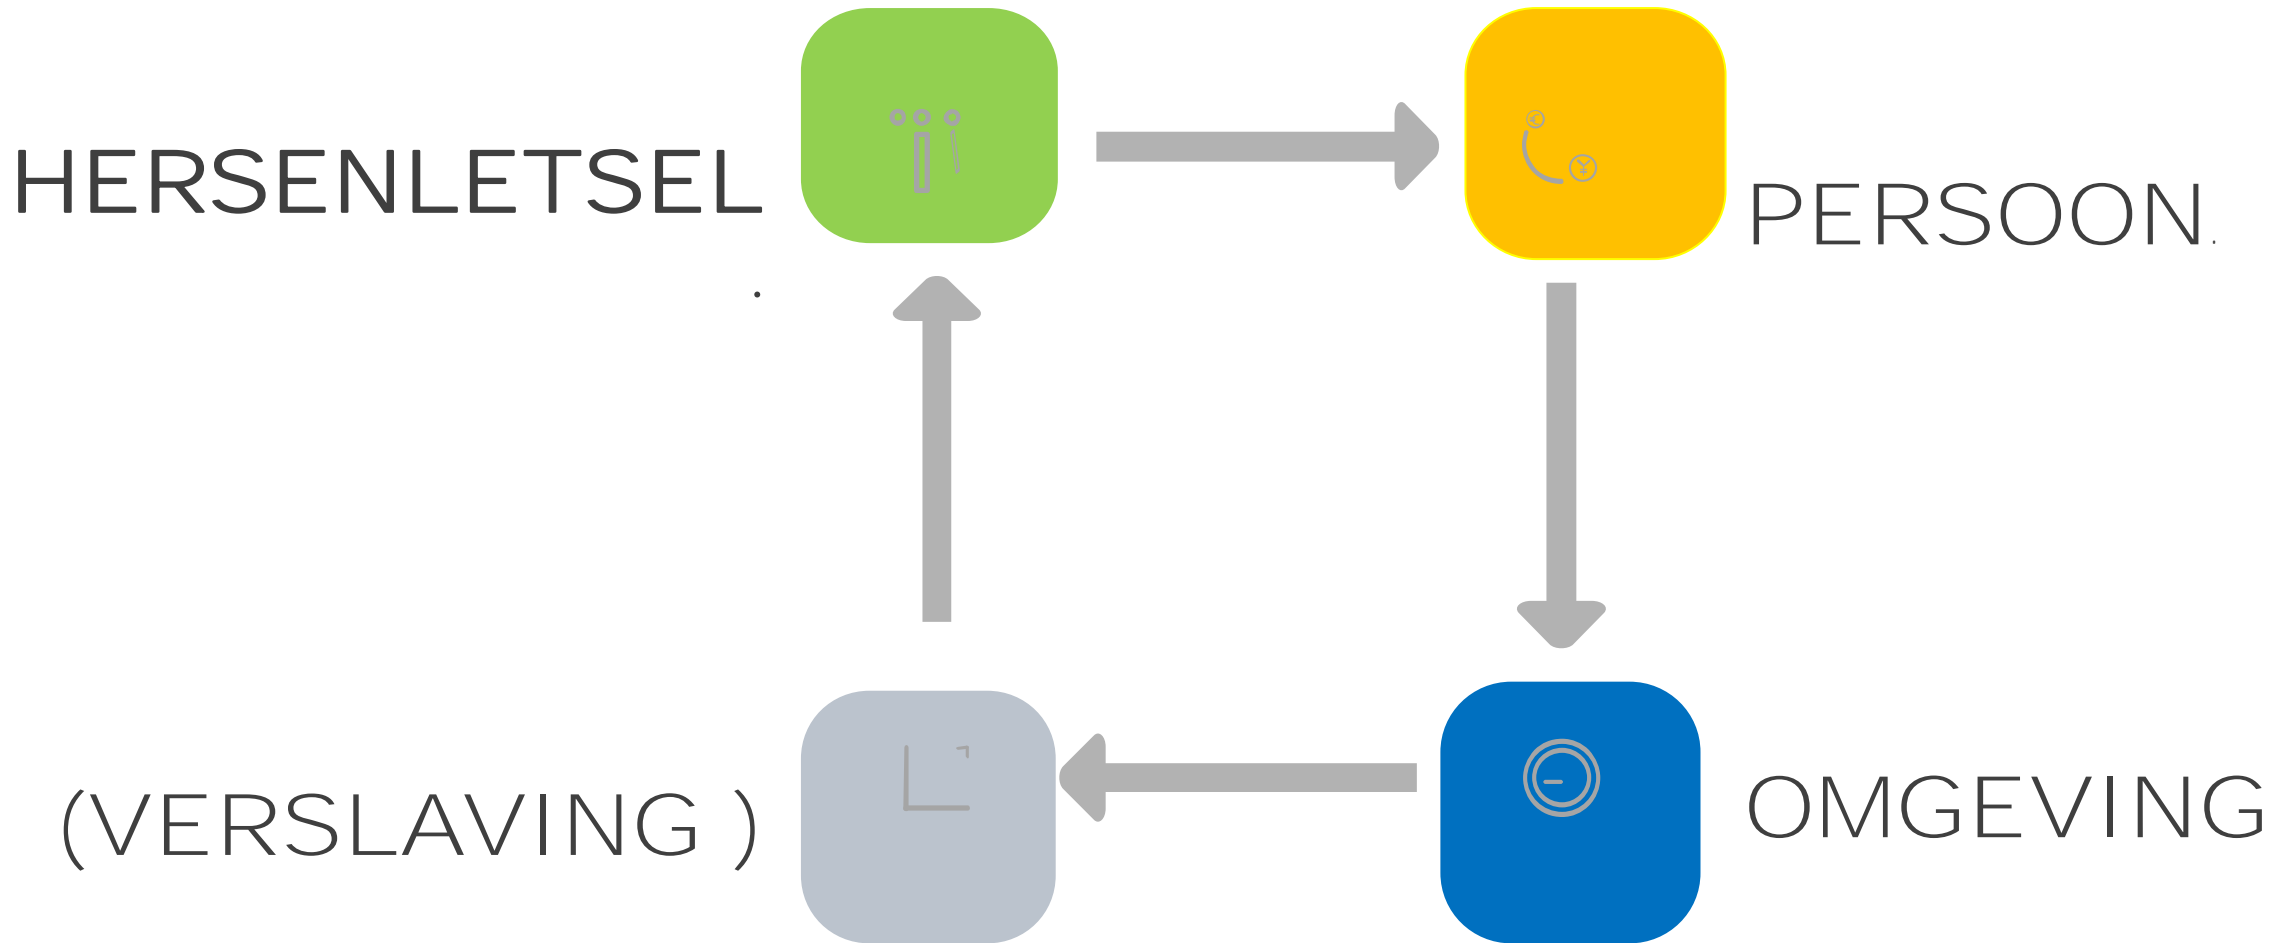 HERSENLETSEL
.
PERSOON.
(VERSLAVING )
OMGEVING